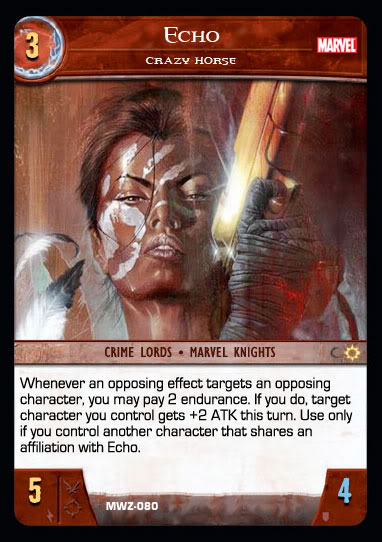 3
Echo
Crazy Horse
MARVEL
CRIME LORDS • MARVEL KNIGHTS
C
Whenever an opposing effect targets an opposing
character, you may pay 2 endurance. If you do, target
character you control gets +2 ATK this turn. Use only
if you control another character that shares an
affiliation with Echo.
5
MWZ-080
4